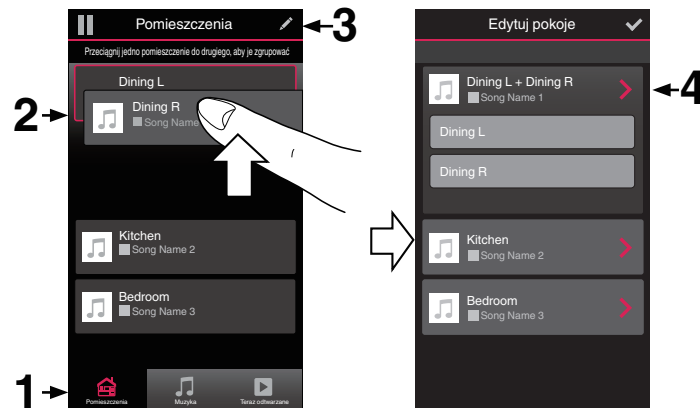 Pomieszczenia
3
Przeciągnij jedno pomieszczenie do drugiego, aby je zgrupować
2
Dining L
Dining R
Song Name
Kitchen
Song Name 2
Bedroom
Song Name 3
1
Pomieszczenia
Muzyka
Teraz odtwarzane
Edytuj pokoje
4
Dining L + Dining R
Song Name 1
Dining L
Dining R
Kitchen
Song Name 2
Bedroom
Song Name 3